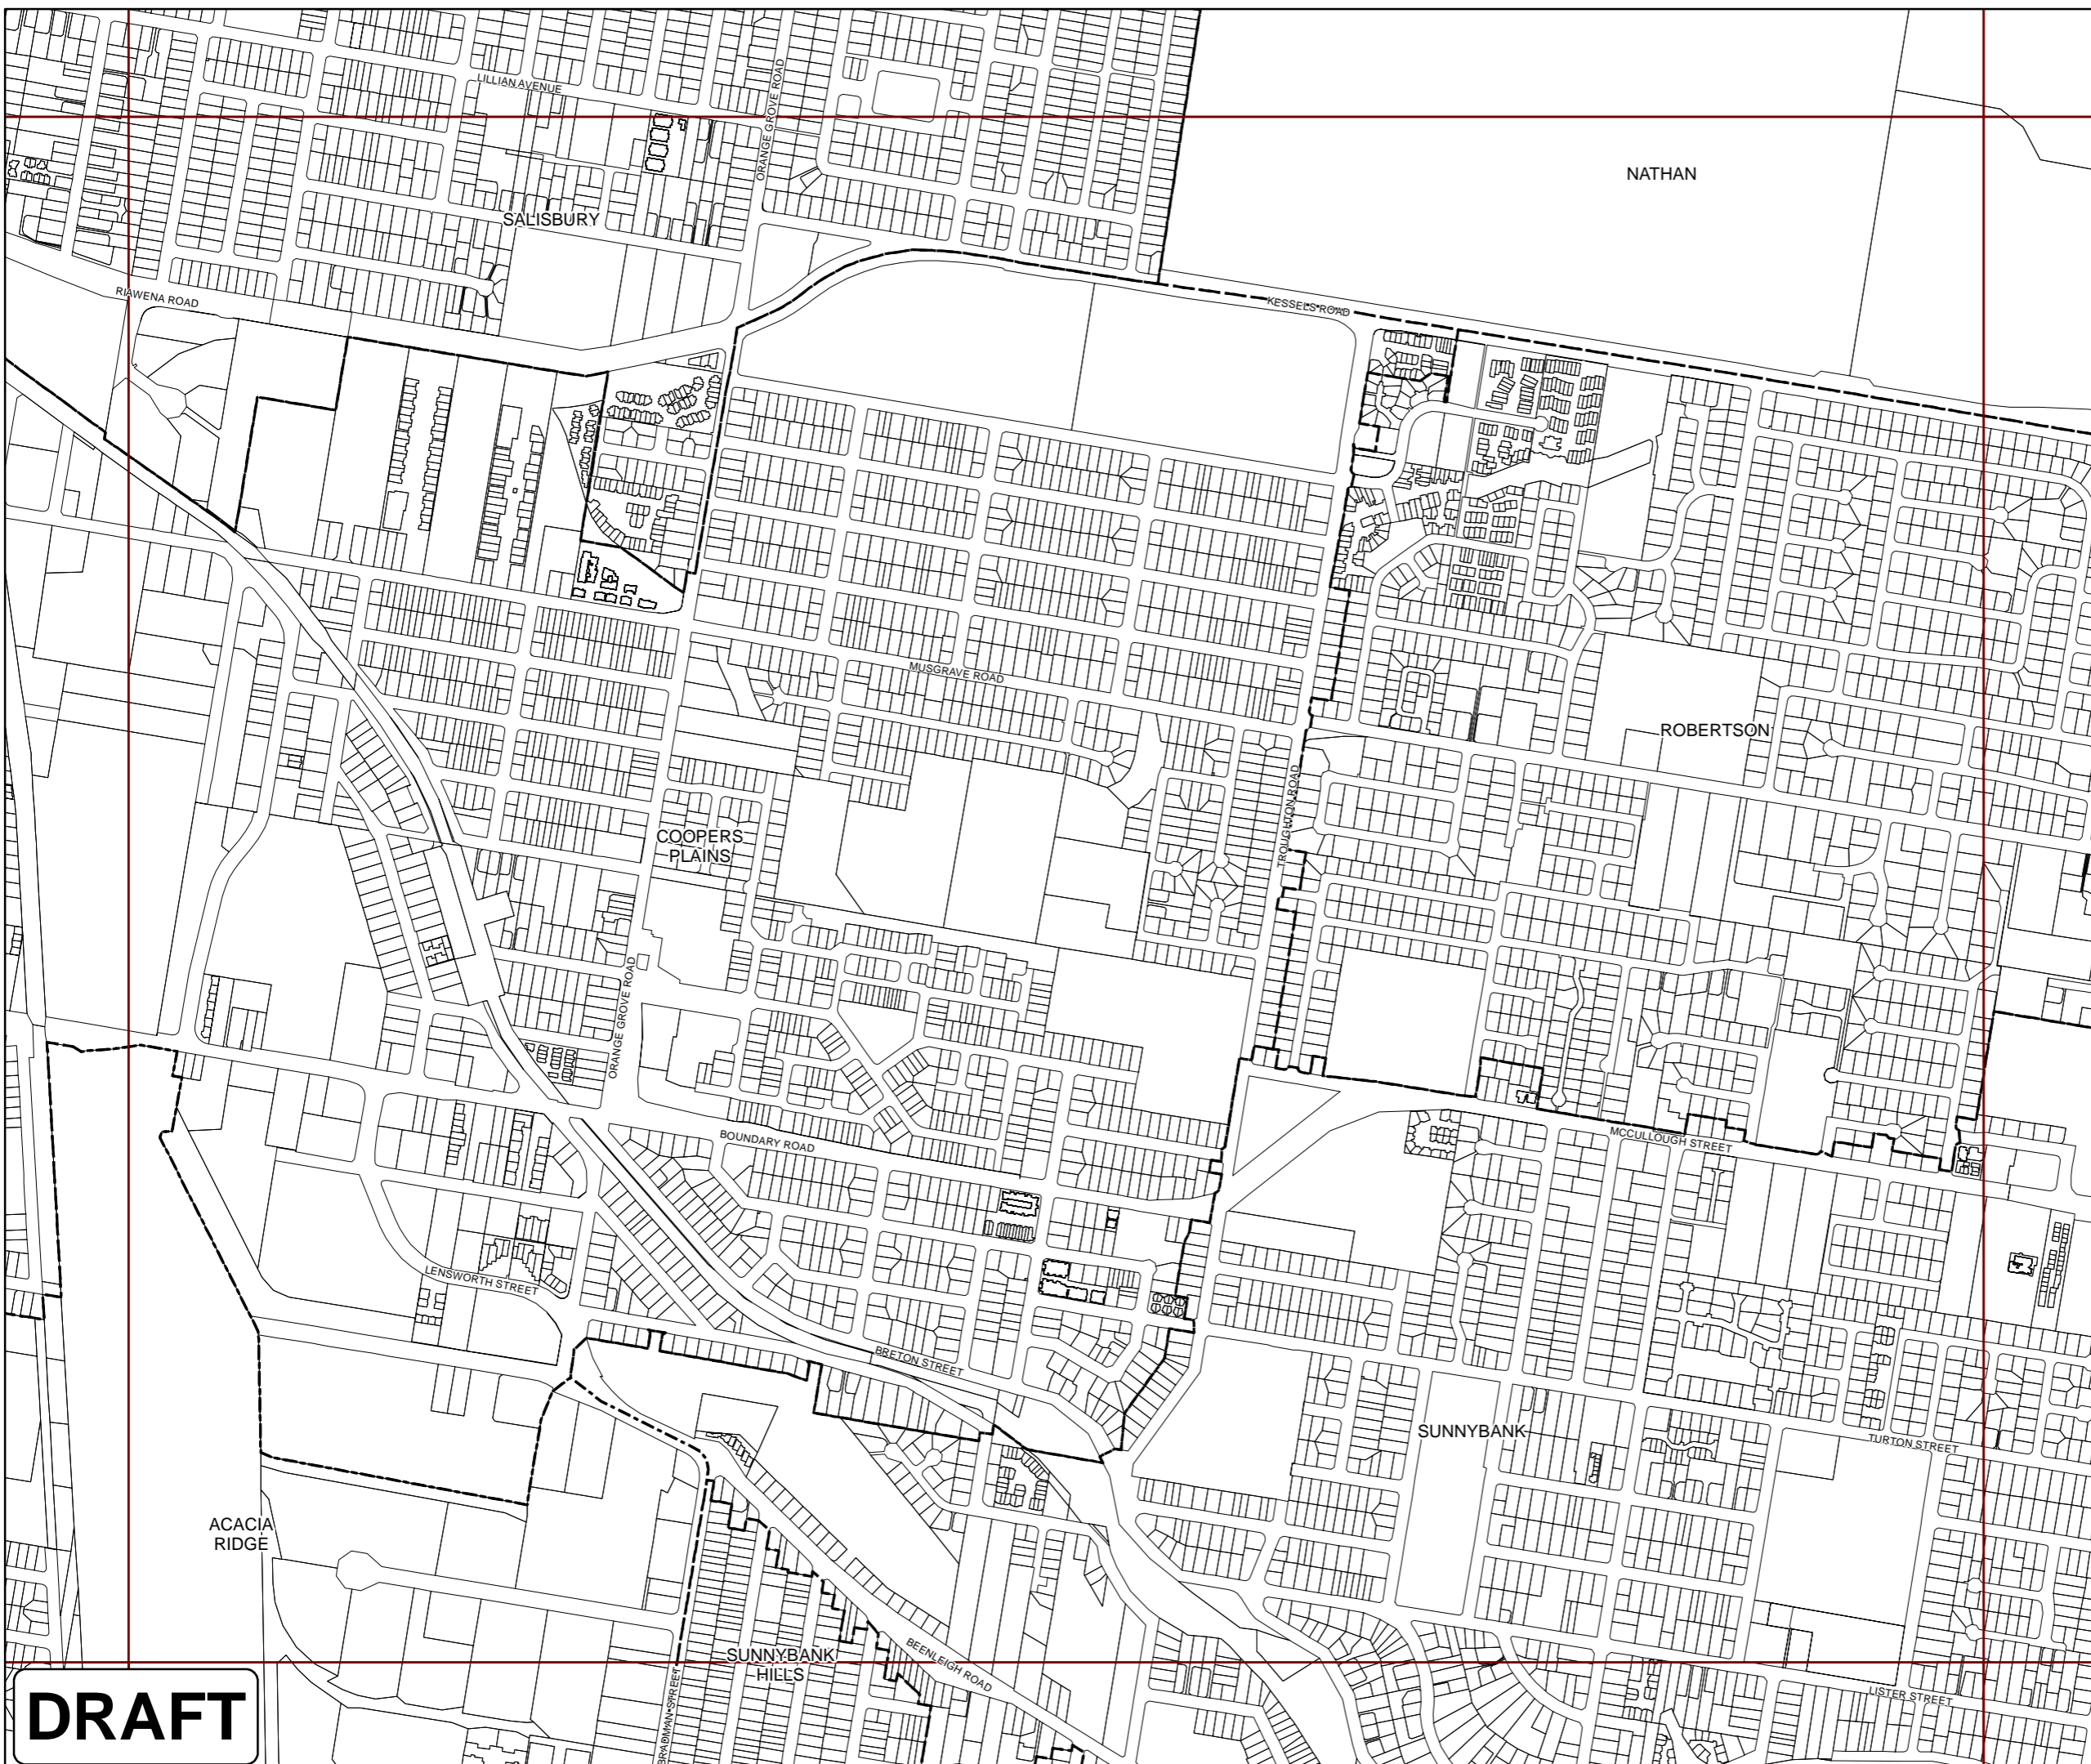 LILLIAN AVENUE
ORANGE GROVE ROAD
NATHAN
SALISBURY
RIAWENA ROAD
KESSELS ROAD
MUSGRAVE ROAD
ROBERTSON
TROUGHTON ROAD
COOPERS
PLAINS
ORANGE GROVE ROAD
BOUNDARY ROAD
MCCULLOUGH STREET
LENSWORTH STREET
BRETON STREET
SUNNYBANK
TURTON STREET
ACACIA
RIDGE
SUNNYBANK
HILLS
BEENLEIGH ROAD
BRADMAN STREET
LISTER STREET
DRAFT